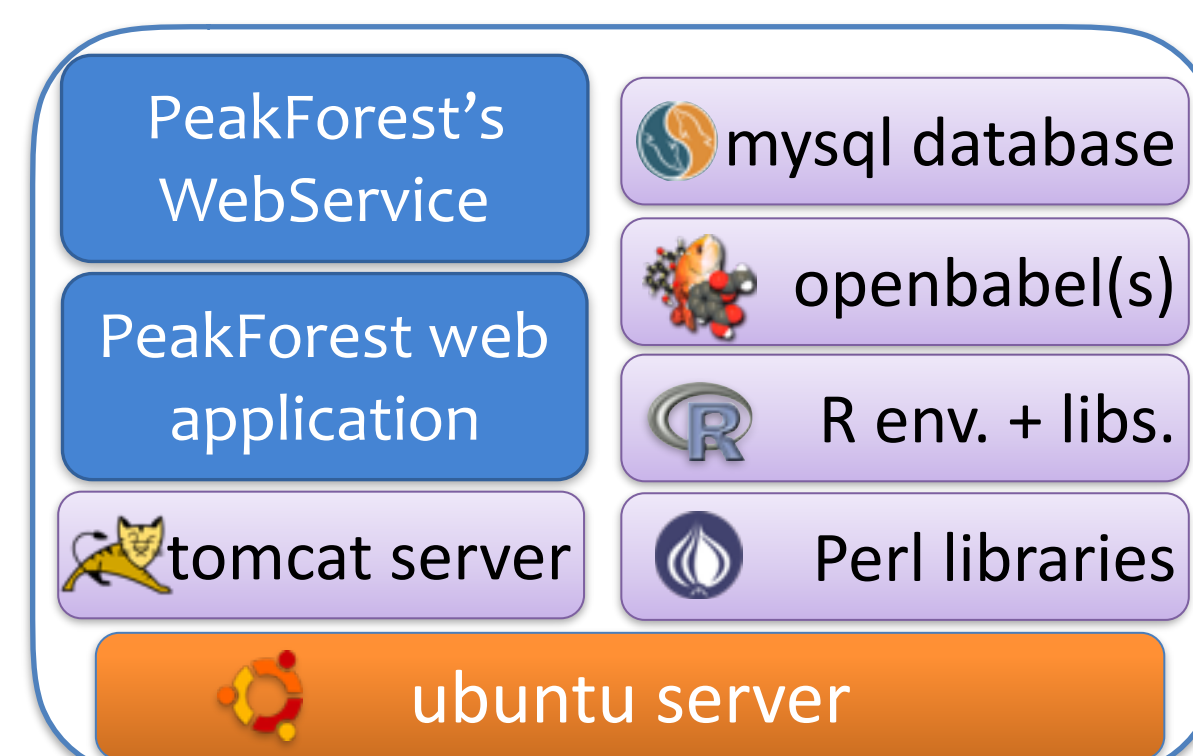 PeakForest’s
WebService
PeakForest web
application
tomcat server
mysql database
openbabel(s)
R env. + libs.
Perl libraries
ubuntu server